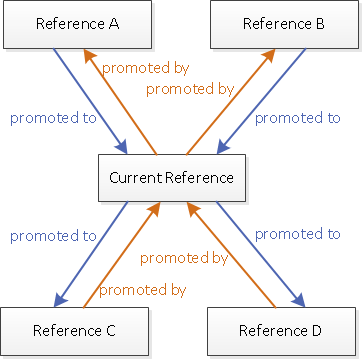 Reference A
Reference B
promoted by
promoted by
promoted to
promoted to
Current Reference
promoted to
promoted to
promoted by
promoted by
Reference C
Reference D